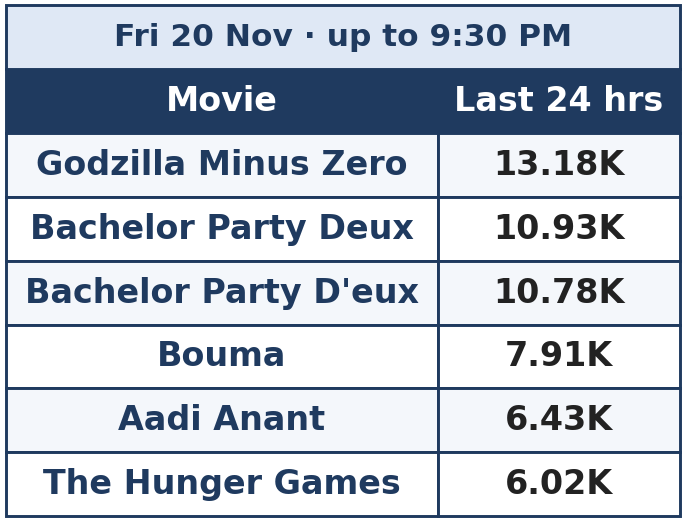 Fri 20 Nov · up to 9:30 PM
Movie Last 24 hrs
Godzilla Minus Zero 13.18K
Bachelor Party Deux 10.93K
Bachelor Party D'eux 10.78K
Bouma 7.91K
Aadi Anant 6.43K
The Hunger Games 6.02K